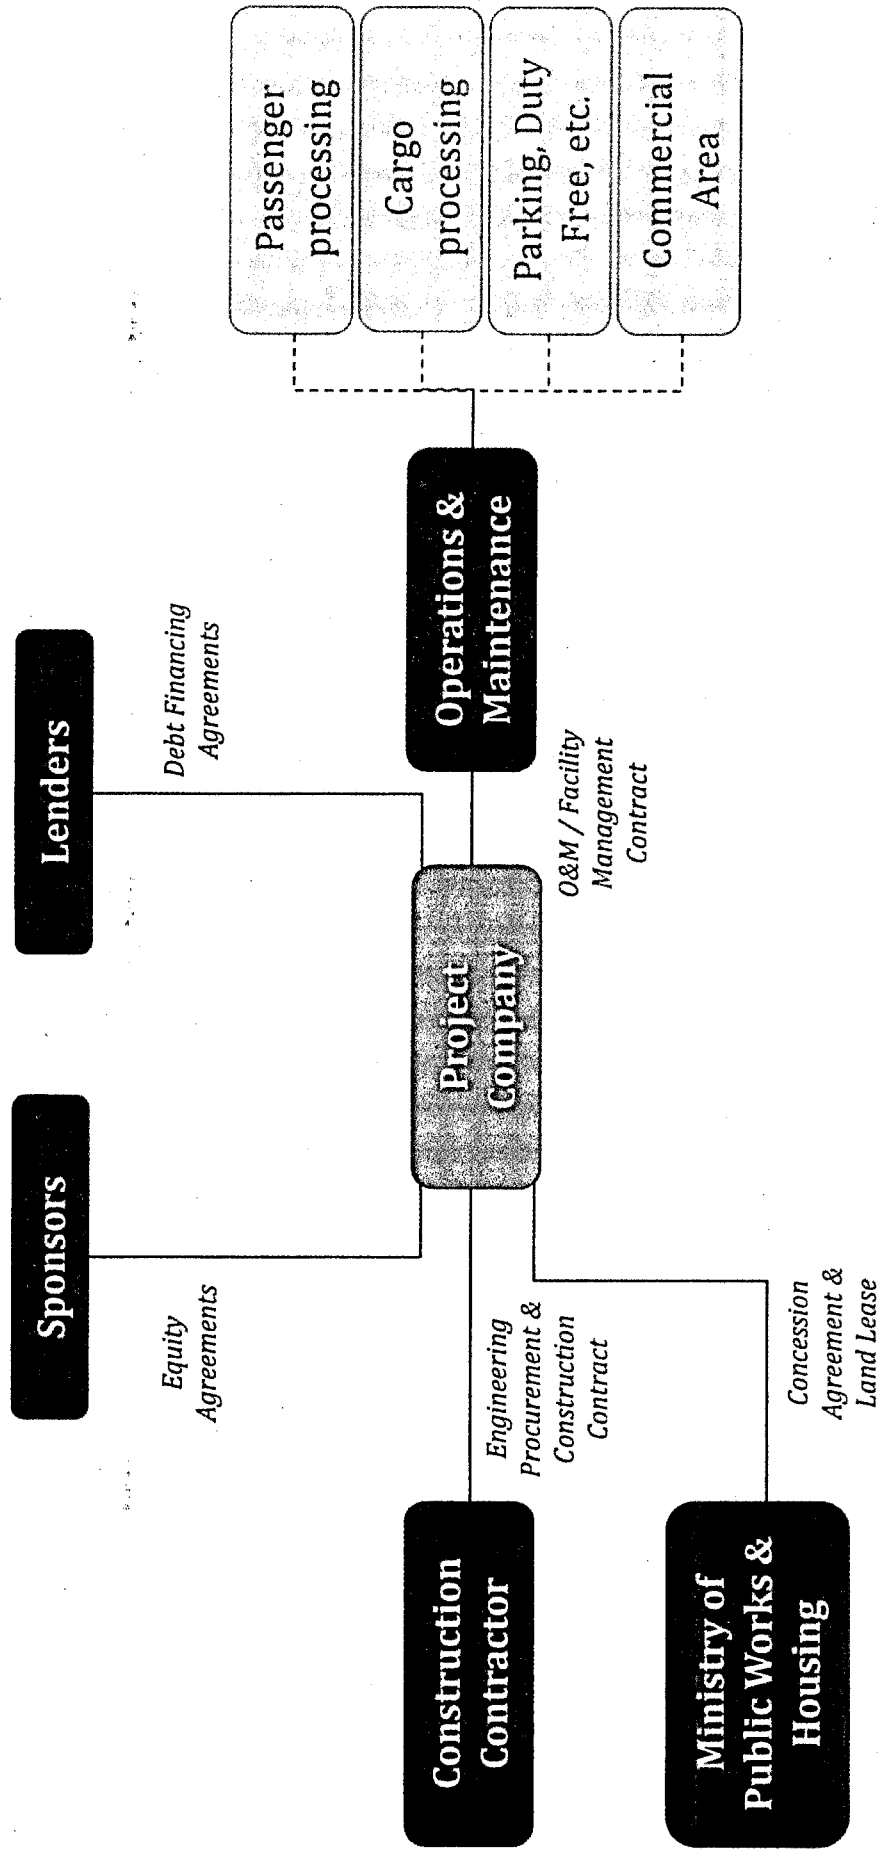 Sponsors
Lenders
Equity
Agreements
Debt Financing
Agreements
Construction
Contractor
Engineering
Procurement &
Construction
Contract
Project
Company
O&M / Facility
Management
Contract
Operations &
Maintenance
Passenger
processing
Cargo
processing
Parking, Duty
Free, etc.
Commercial
Area
Ministry of
Public Works &
Housing
Concession
Agreement &
Land Lease